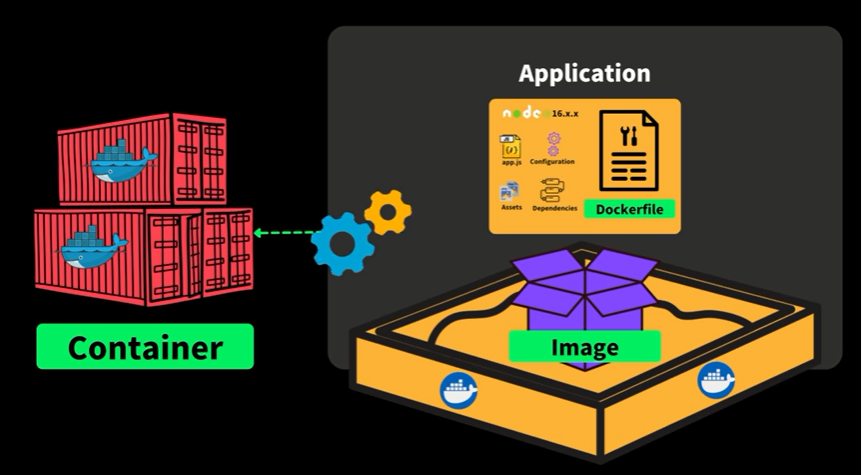 Application
node 16.x.x
app.js
Configuration
Assets
Dependencies
Dockerfile
Container
Image